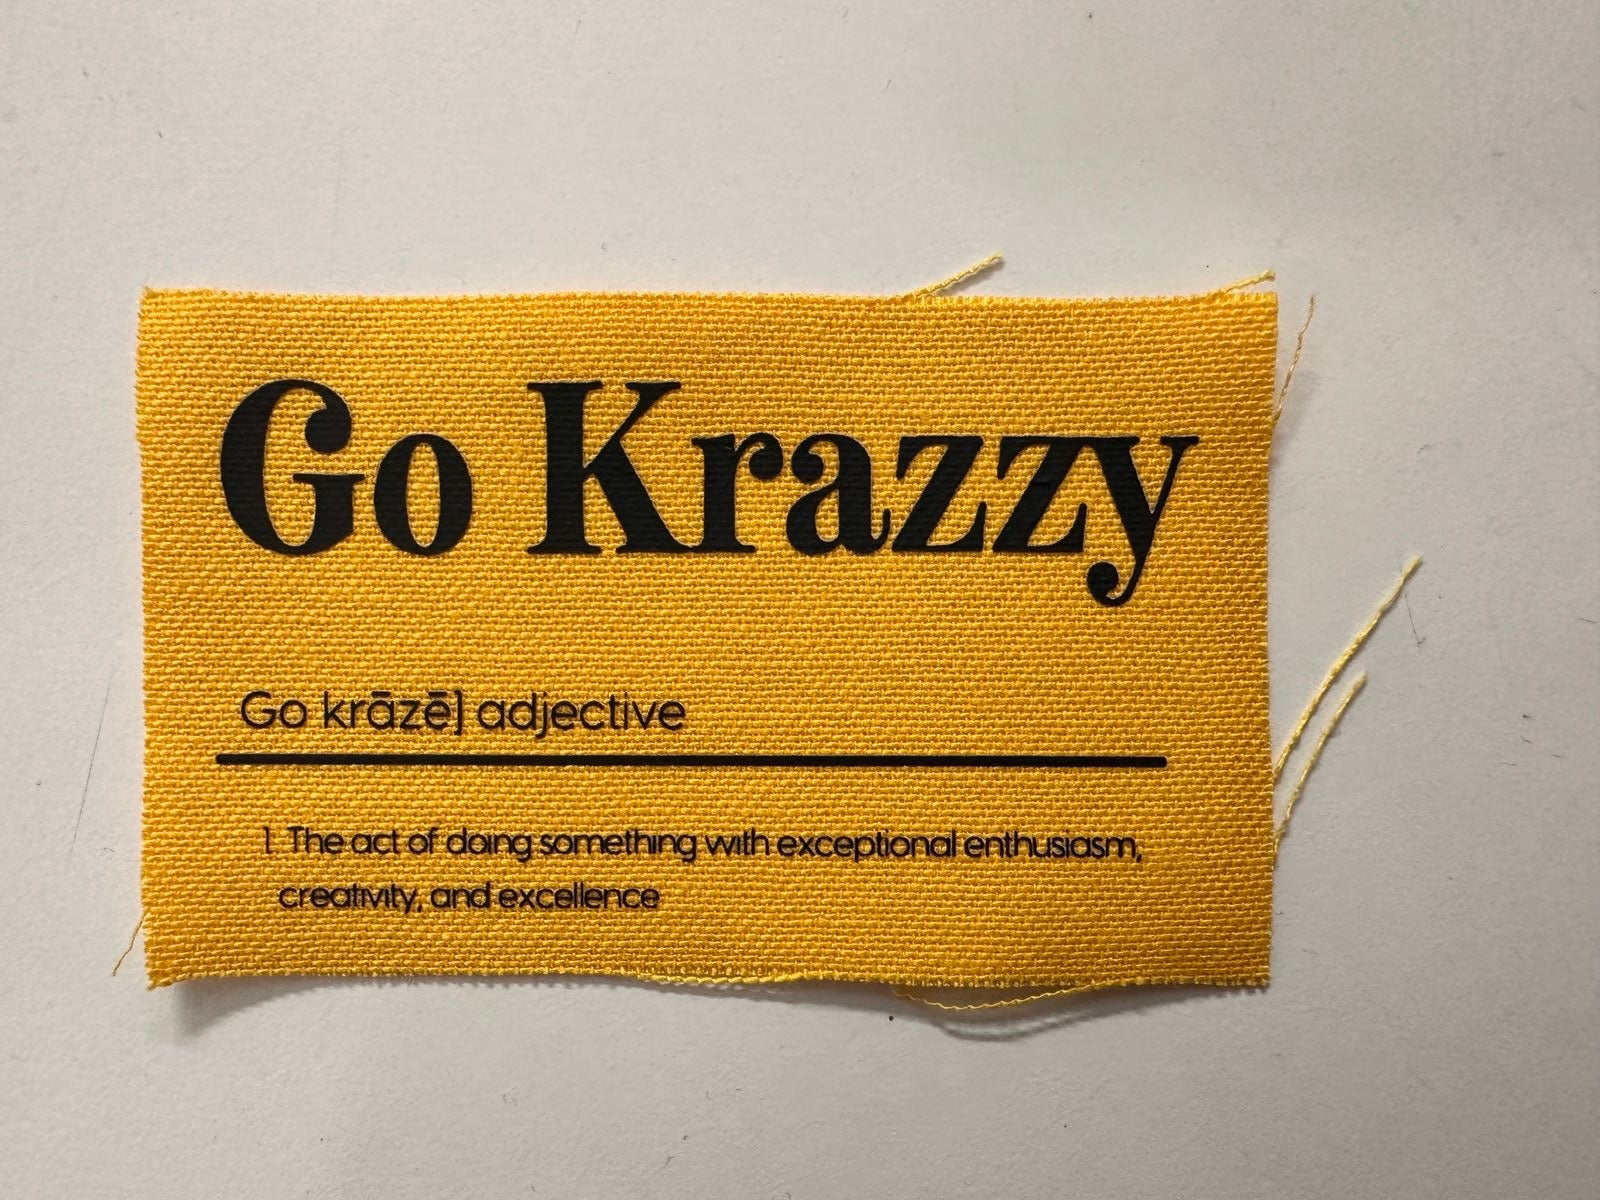 Go Krazzy
Go krāzē] adjective
1. The act of doing something with exceptional enthusiasm,
creativity, and excellence